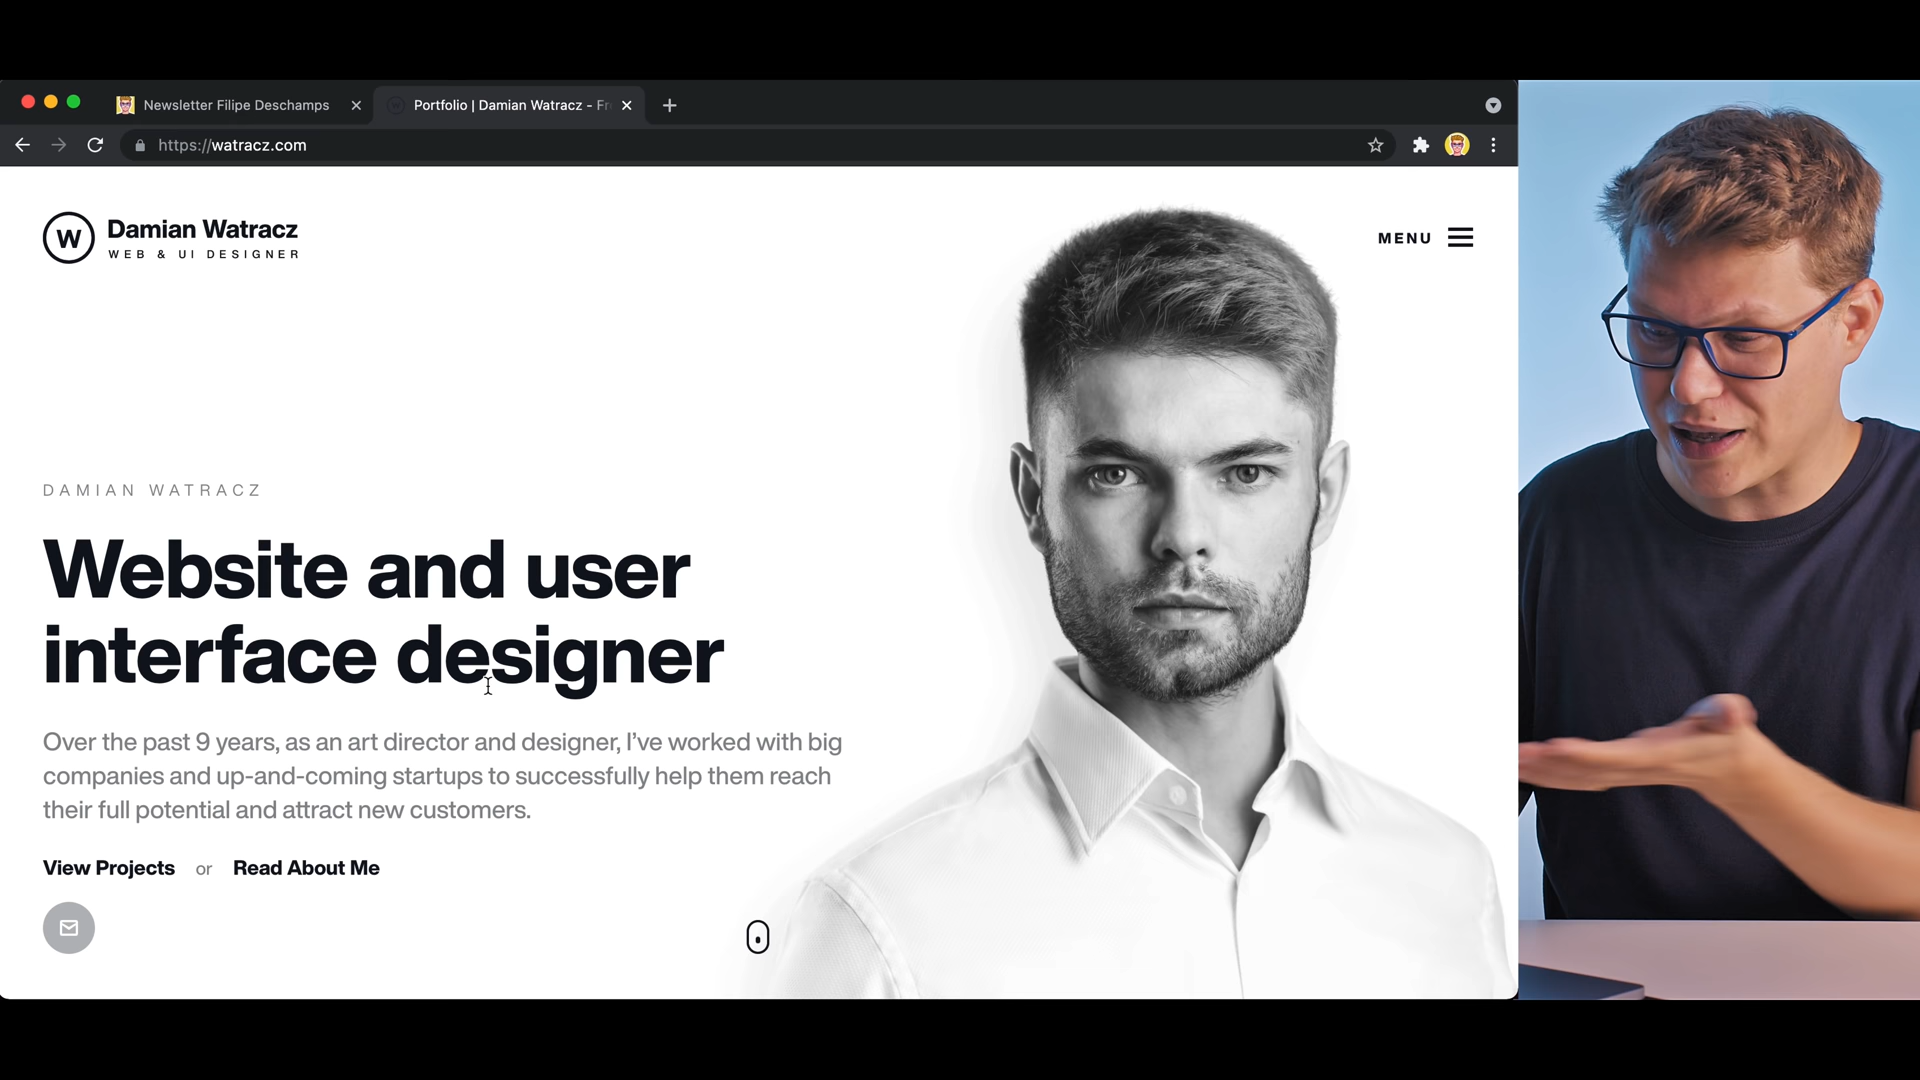 Newsletter Filipe Deschamps
Portfolio | Damian Watracz - Fr
https://watracz.com
W
Damian Watracz
WEB & UI DESIGNER
MENU
DAMIAN WATRACZ
Website and user
interface designer
Over the past 9 years, as an art director and designer, I've worked with big
companies and up-and-coming startups to successfully help them reach
their full potential and attract new customers.
View Projects or Read About Me